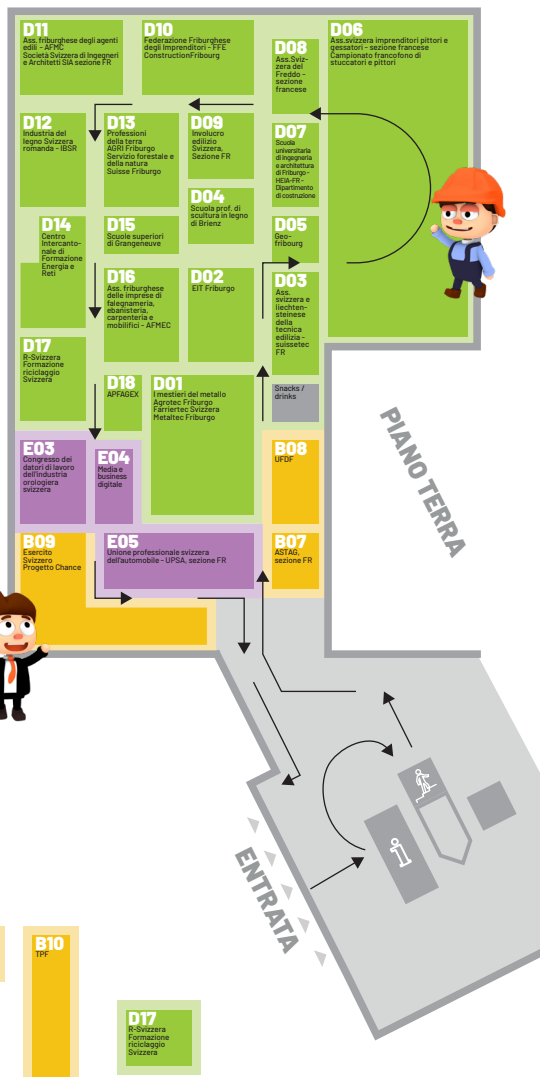 D11
Ass. friburghese degli agenti
edili - AFMC
Società Svizzera di Ingegneri
e Architetti SIA sezione FR
D10
Federazione Friburghese
degli Imprenditori - FFE
ConstructionFribourg
D08
Ass.Sviz-
zera del
Freddo -
sezione
francese
D06
Ass.svizzera imprenditori pittori e
gessatori - sezione francese
Campionato francofono di
stuccatori e pittori
D12
Industria del
legno Svizzera
romanda - IBSR
D13
Professioni
della terra
AGRI Friburgo
Servizio forestale e
della natura
Suisse Friburgo
D09
Involucro
edilizio
Svizzera,
Sezione FR
D07
Scuola
universitaria
di ingegneria
e architettura
di Friburgo -
HEIA-FR -
Dipartimento
di costruzione
D04
Scuola prof. di
scultura in legno
di Brienz
D14
Centro
Intercanto-
nale di
Formazione
Energia e
Reti
D15
Scuole superiori
di Grangeneuve
D05
Geo-
fribourg
D16
Ass. friburghese
delle imprese di
falegnameria,
ebanisteria,
carpenteria e
mobilifici - AFMEC
D02
EIT Friburgo
D03
Ass.
svizzera e
liechten-
steinese
della
tecnica
edilizia -
suissetec
FR
D17
R-Svizzera
Formazione
riciclaggio
Svizzera
D18
APFAGEX
D01
I mestieri del metallo
Agrotec Friburgo
Farriertec Svizzera
Metaltec Friburgo
Snacks /
drinks
E03
Congresso dei
datori di lavoro
dell'industria
orologiera
svizzera
E04
Media e
business
digitale
B08
UFDF
PIANO TERRA
B09
Esercito
Svizzero
Progetto Chance
E05
Unione professionale svizzera
dell'automobile - UPSA, sezione FR
B07
ASTAG,
sezione FR
ENTRATA
i
B10
TPF
D17
R-Svizzera
Formazione
riciclaggio
Svizzera